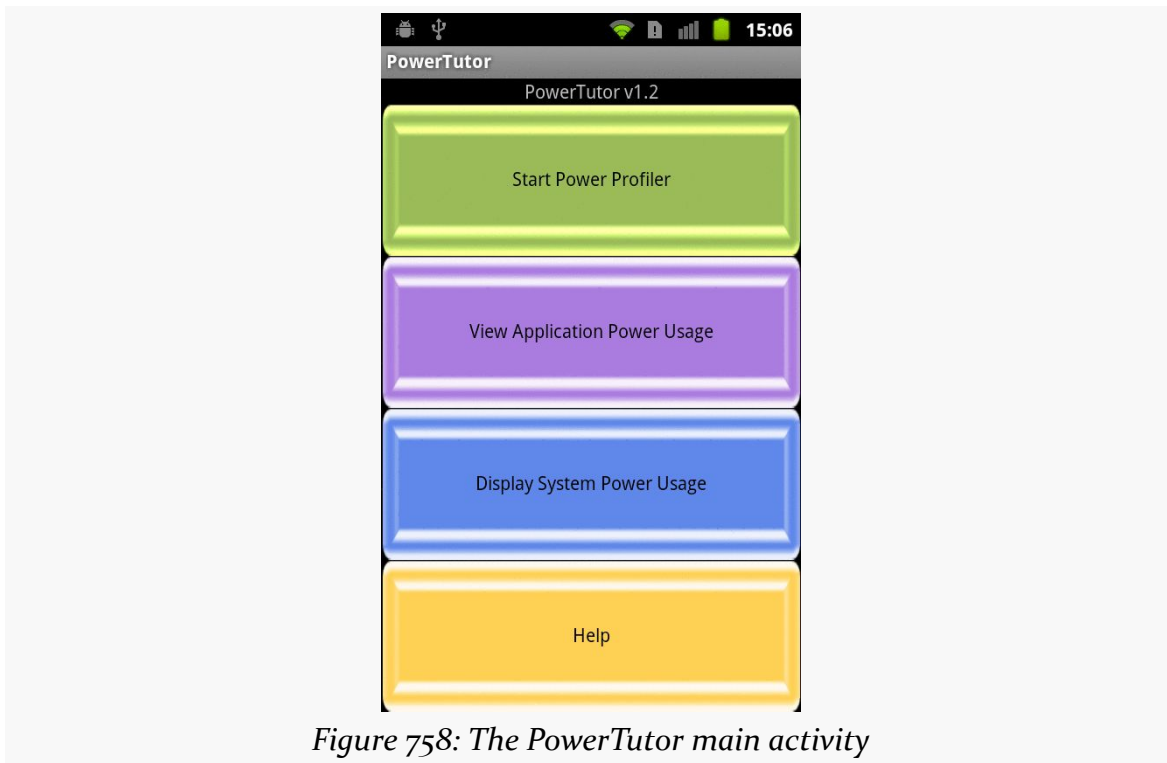 15:06
PowerTutor
PowerTutor v1.2
Start Power Profiler
View Application Power Usage
Display System Power Usage
Help
Figure 758: The PowerTutor main activity